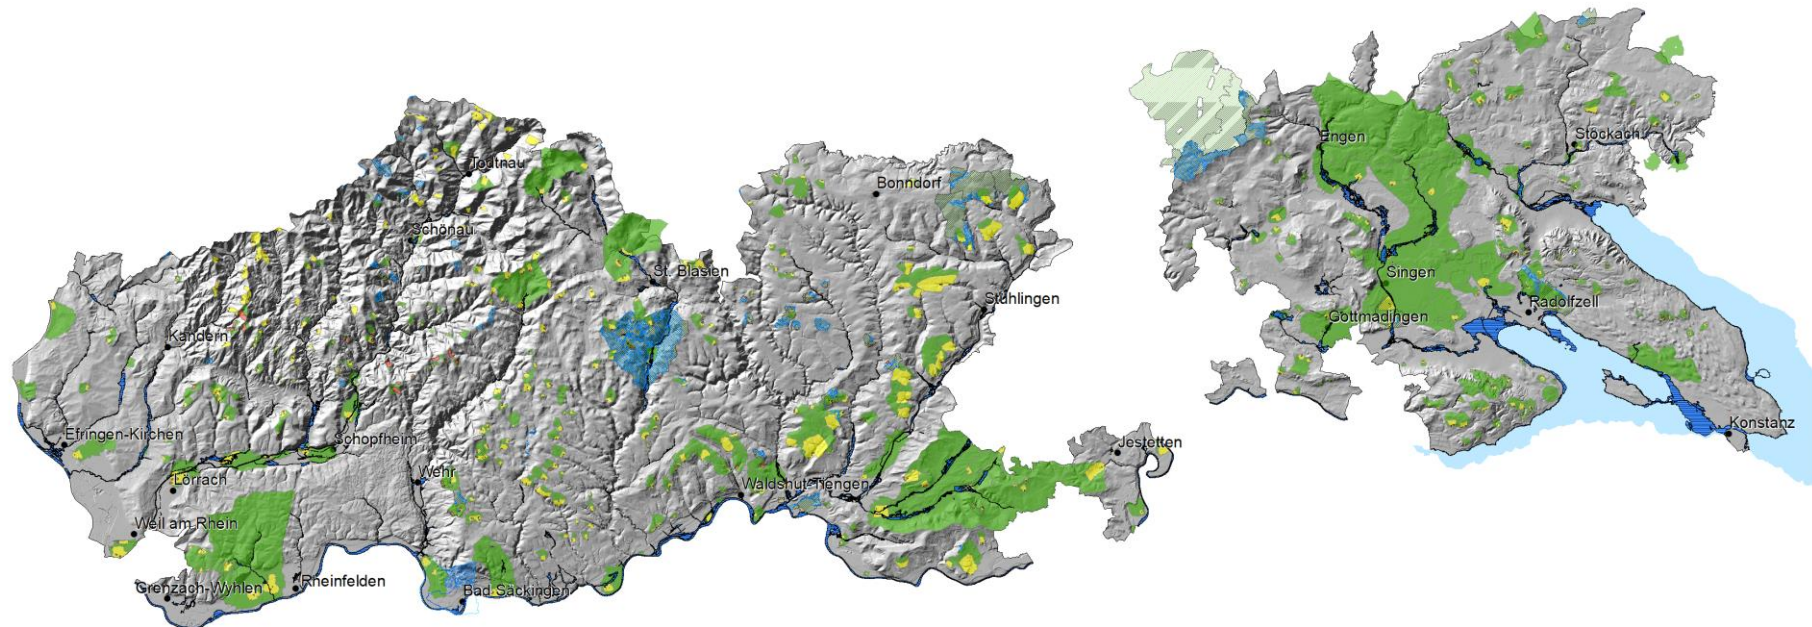 Engen
Stockach
Todtnau
Bonndorf
Schönau
St. Blasien
Singen
Stühlingen
Radolfzell
Gottmadingen
Kandern
Konstanz
Efringen-Kirchen
Schopfheim
Jestetten
Wehr
Lörrach
Waldshut-Tiengen
Weil am Rhein
Rheinfelden
Grenzach-Wyhlen
Bad Säckingen